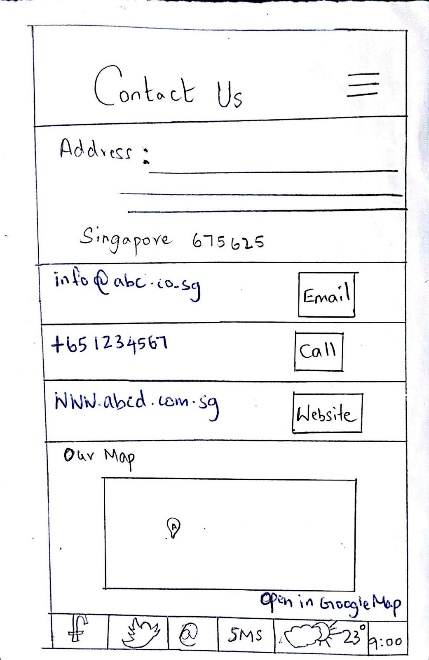 Contact Us
Address :
Singapore 675625
info@abc.co.sg
Email
+651234567
Call
WWW.abcd.com.sg
Website
Our Map
A
Open in Google Map
f @ SMS 23° 9:00